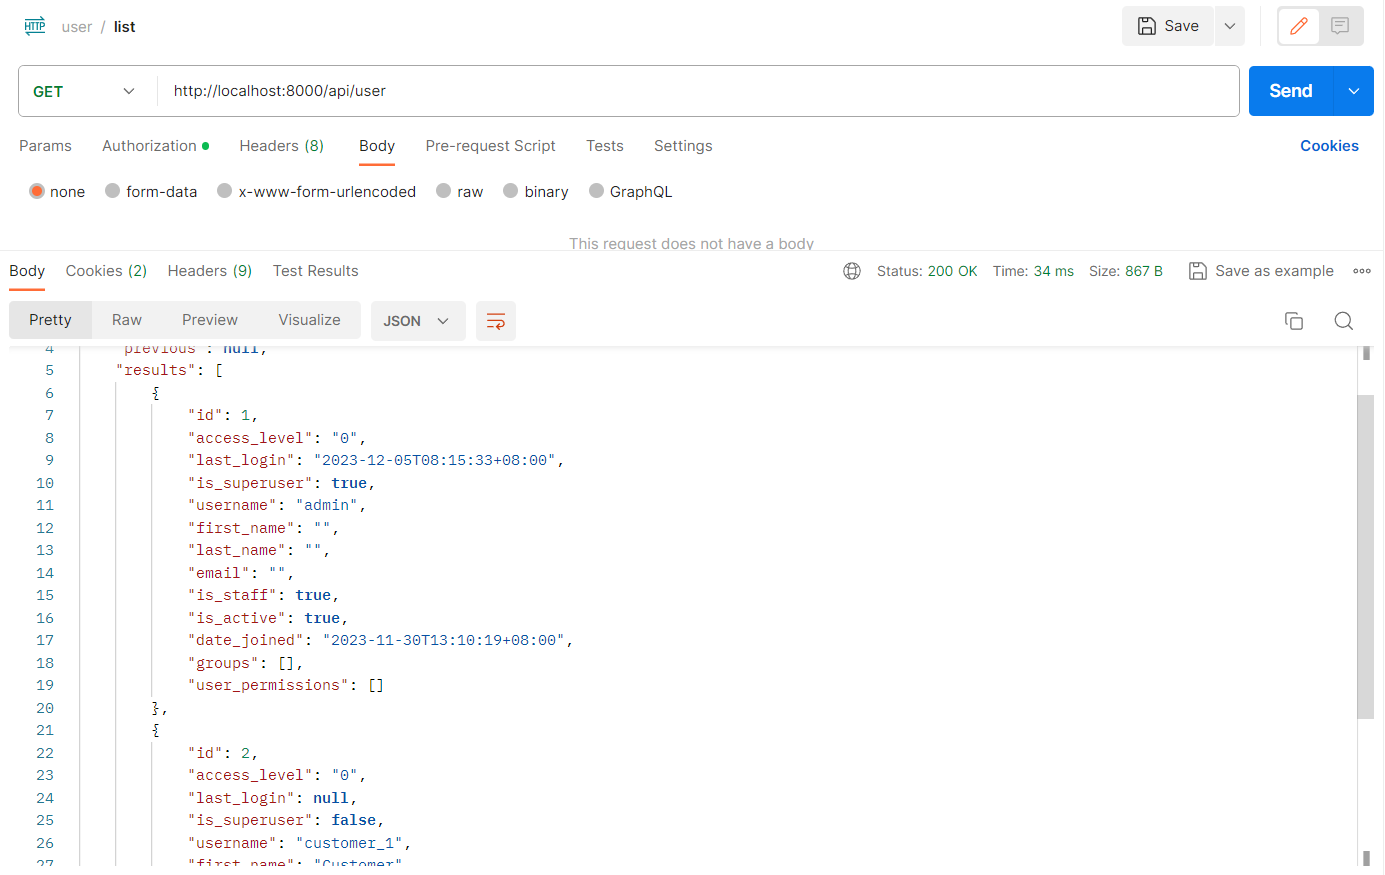 HTTP user / list Save
GET http://localhost:8000/api/user Send
Params Authorization Headers (8) Body Pre-request Script Tests Settings Cookies
none form-data x-www-form-urlencoded raw binary GraphQL
This request does not have a body
Body Cookies (2) Headers (9) Test Results Status: 200 OK Time: 34 ms Size: 867 B Save as example
Pretty Raw Preview Visualize JSON
4 "previous": null,
5 "results": [
6 {
7 "id": 1,
8 "access_level": "0",
9 "last_login": "2023-12-05T08:15:33+08:00",
10 "is_superuser": true,
11 "username": "admin",
12 "first_name": "",
13 "last_name": "",
14 "email": "",
15 "is_staff": true,
16 "is_active": true,
17 "date_joined": "2023-11-30T13:10:19+08:00",
18 "groups": [],
19 "user_permissions": []
20 },
21 {
22 "id": 2,
23 "access_level": "0",
24 "last_login": null,
25 "is_superuser": false,
26 "username": "customer_1",
27 "first_name": "Customer"